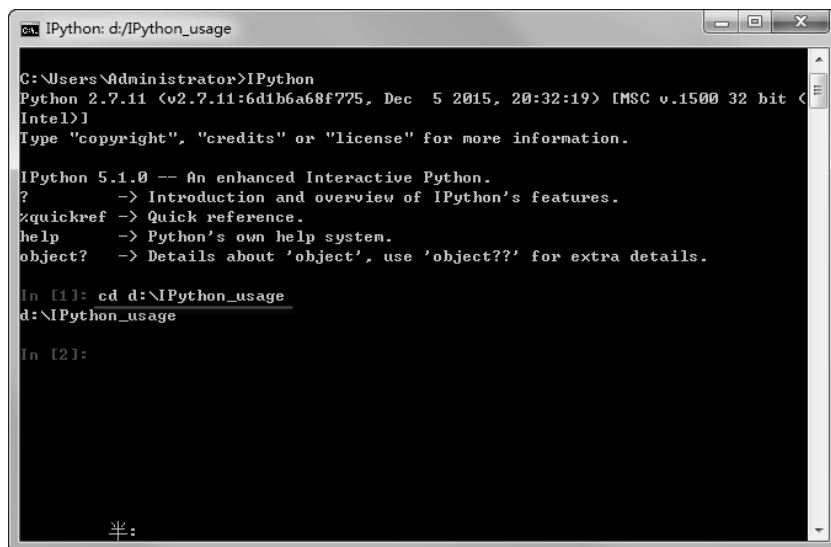 IPython: d:/IPython_usage
C:\Users\Administrator>IPython
Python 2.7.11 (v2.7.11:6d1b6a68f775, Dec  5 2015, 20:32:19) [MSC v.1500 32 bit (
Intel)]
Type "copyright", "credits" or "license" for more information.
IPython 5.1.0 -- An enhanced Interactive Python.
?         -> Introduction and overview of IPython's features.
%quickref -> Quick reference.
help      -> Python's own help system.
object?   -> Details about 'object', use 'object??' for extra details.
In [1]: cd d:\IPython_usage
d:\IPython_usage
In [2]:
半: